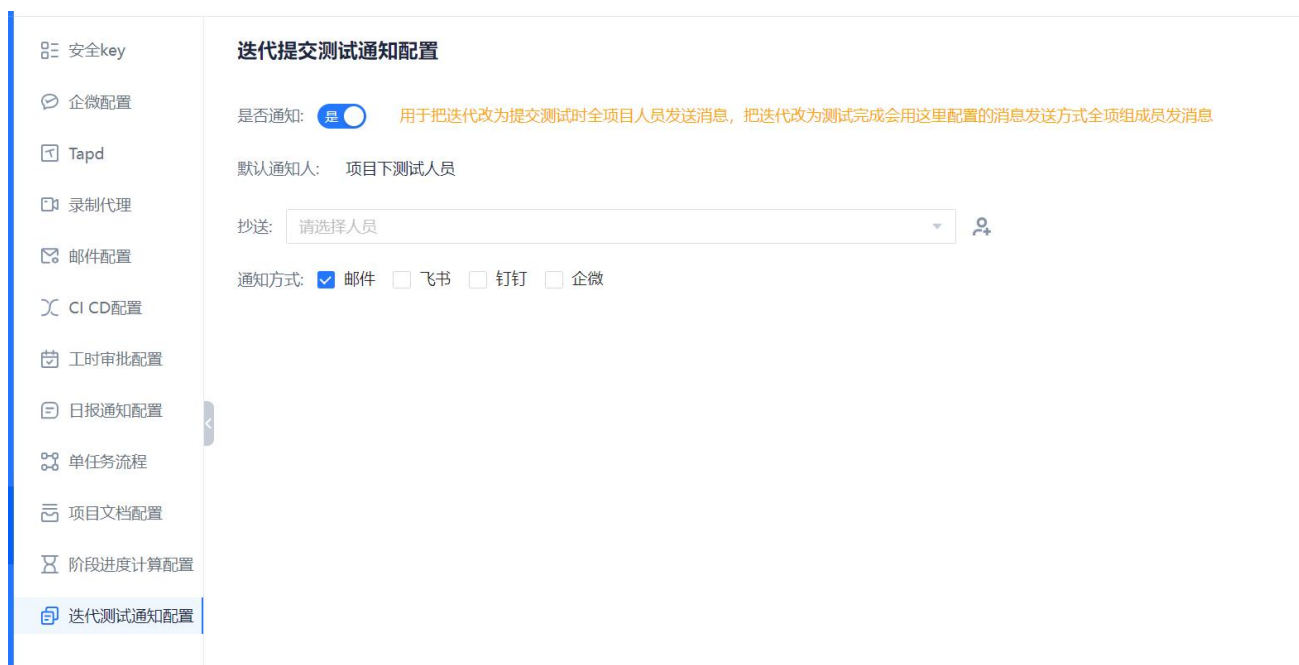 安全key
企微配置
Tapd
录制代理
邮件配置
CI CD配置
工时审批配置
日报通知配置
单任务流程
项目文档配置
阶段进度计算配置
迭代测试通知配置
迭代提交测试通知配置
是否通知: 是 用于把迭代改为提交测试时全项目人员发送消息，把迭代改为测试完成会用这里配置的消息发送方式全项组成员发消息
默认通知人: 项目下测试人员
抄送: 请选择人员
通知方式: 邮件 飞书 钉钉 企微